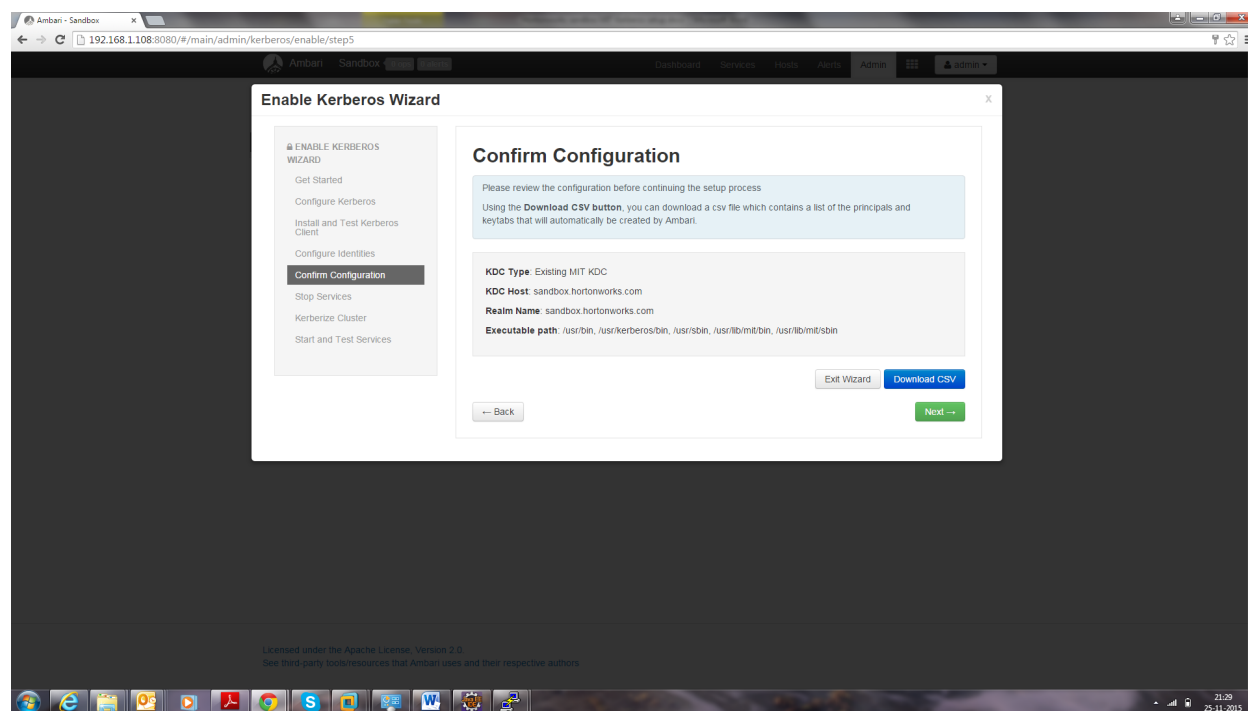 Ambari - Sandbox
192.168.1.108:8080/#/main/admin/kerberos/enable/step5
Ambari Sandbox Dashboard Services Hosts Alerts Admin admin
Enable Kerberos Wizard X
ENABLE KERBEROS
WIZARD
Get Started
Configure Kerberos
Install and Test Kerberos
Client
Configure Identities
Confirm Configuration
Stop Services
Kerberize Cluster
Start and Test Services
Confirm Configuration
Please review the configuration before continuing the setup process
Using the Download CSV button, you can download a csv file which contains a list of the principals and
keytabs that will automatically be created by Ambari.
KDC Type: Existing MIT KDC
KDC Host: sandbox.hortonworks.com
Realm Name: sandbox.hortonworks.com
Executable path: /usr/bin, /usr/kerberos/bin, /usr/sbin, /usr/lib/mit/bin, /usr/lib/mit/sbin
Exit Wizard Download CSV
← Back Next →
Licensed under the Apache License, Version 2.0.
See third-party tools/resources that Ambari uses and their respective authors
21:29
25-11-2015